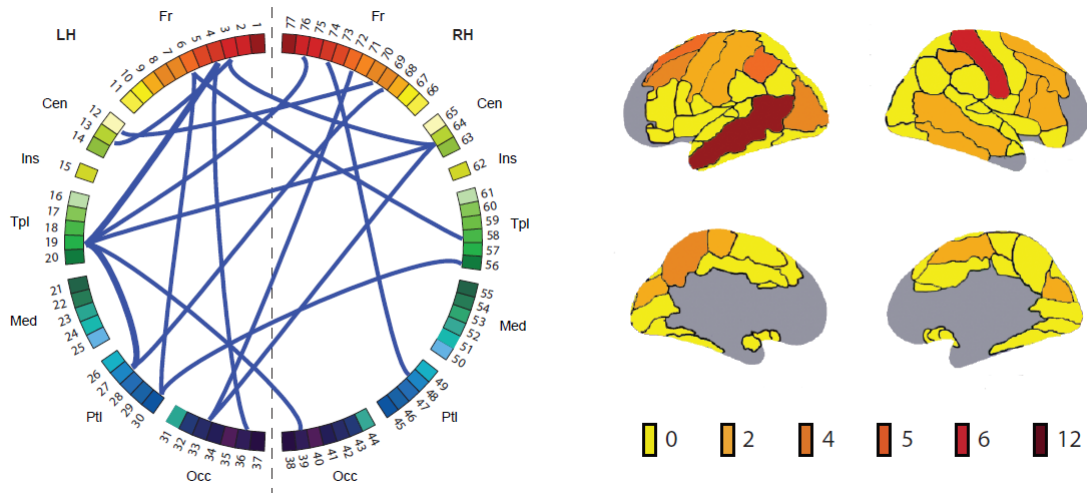 LH
Fr
Fr
RH
11 10 9 8 7 6 5 4 3 2 1
77 76 75 74 73 72 71 70 69 68 67 66
Cen
12
13
14
Ins
15
Tpl
16
17
18
19
20
Med
21
22
23
24
25
Ptl
26
27
28
29
30
Occ
31 32 33 34 35 36 37
Cen
65
64
63
Ins
62
Tpl
61
60
59
58
57
56
Med
55
54
53
52
51
50
Ptl
49
48
47
46
45
Occ
38 39 40 41 42 43 44
0 2 4 5 6 12